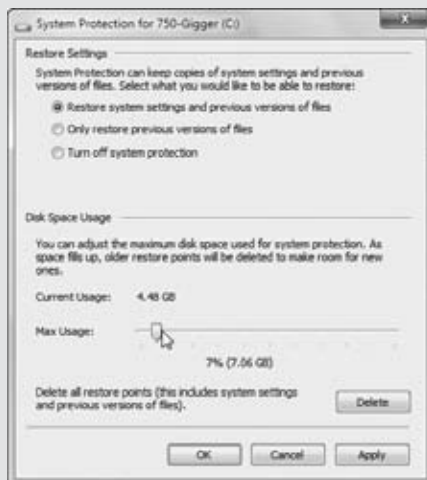 System Protection for 750-Gigger (C:)
Restore Settings
System Protection can keep copies of system settings and previous
versions of files. Select what you would like to be able to restore:
Restore system settings and previous versions of files
Only restore previous versions of files
Turn off system protection
Disk Space Usage
You can adjust the maximum disk space used for system protection. As
space fills up, older restore points will be deleted to make room for new
ones.
Current Usage: 4.48 GB
Max Usage:
7% (7.06 GB)
Delete all restore points (this includes system settings
and previous versions of files).
Delete
OK Cancel Apply